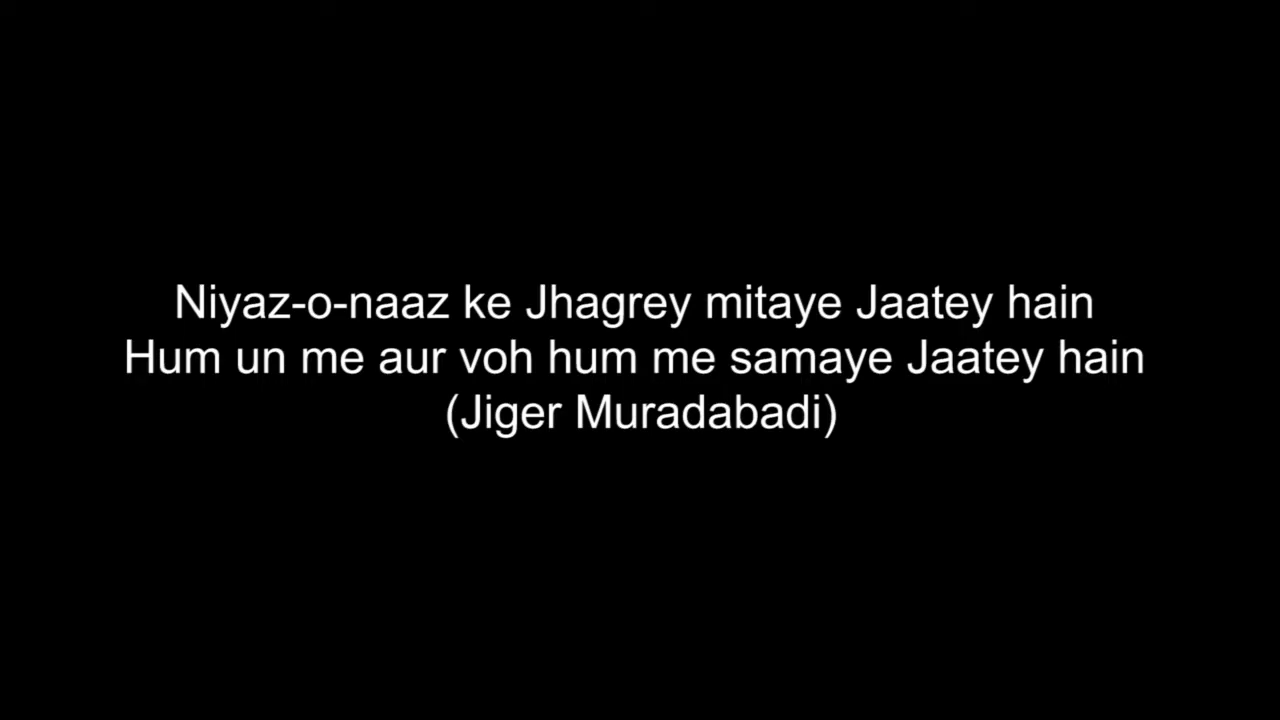 Niyaz-o-naaz ke Jhagrey mitaye Jaatey hain
Hum un me aur voh hum me samaye Jaatey hain
(Jiger Muradabadi)